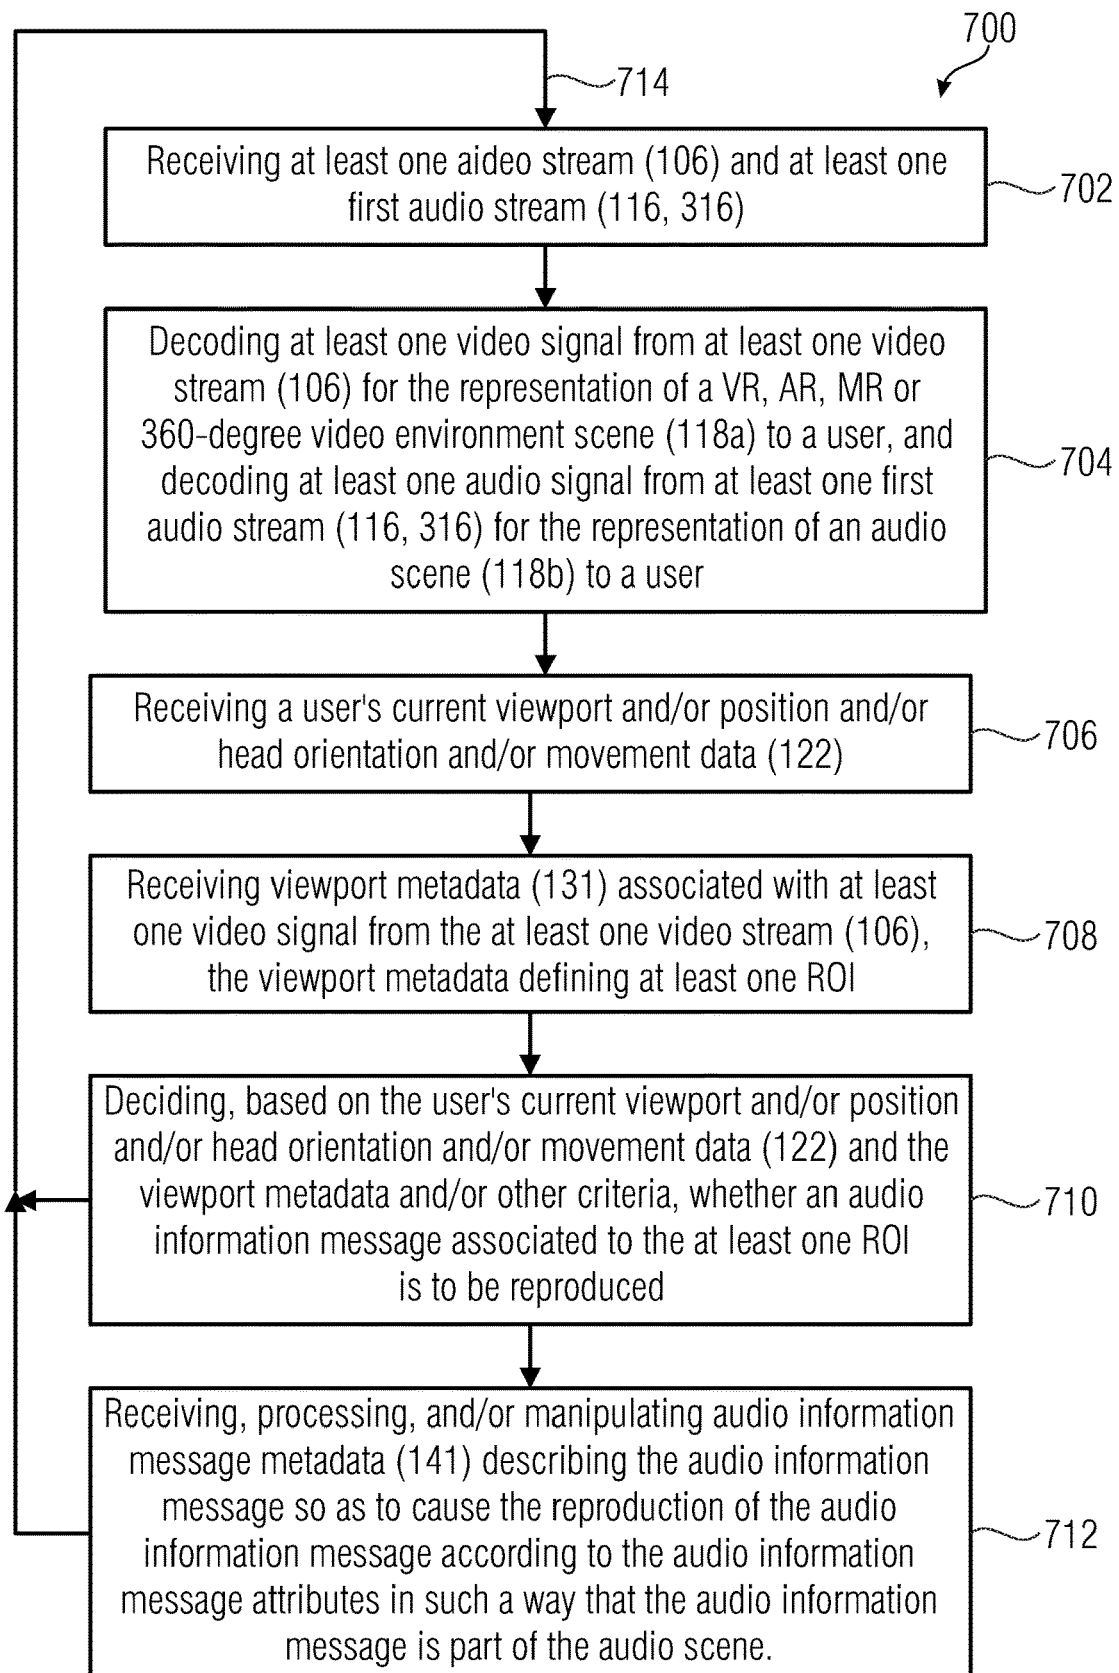 700
714
Receiving at least one aideo stream (106) and at least one
first audio stream (116, 316)
702
Decoding at least one video signal from at least one video
stream (106) for the representation of a VR, AR, MR or
360-degree video environment scene (118a) to a user, and
decoding at least one audio signal from at least one first
audio stream (116, 316) for the representation of an audio
scene (118b) to a user
704
Receiving a user's current viewport and/or position and/or
head orientation and/or movement data (122)
706
Receiving viewport metadata (131) associated with at least
one video signal from the at least one video stream (106),
the viewport metadata defining at least one ROI
708
Deciding, based on the user's current viewport and/or position
and/or head orientation and/or movement data (122) and the
viewport metadata and/or other criteria, whether an audio
information message associated to the at least one ROI
is to be reproduced
710
Receiving, processing, and/or manipulating audio information
message metadata (141) describing the audio information
message so as to cause the reproduction of the audio
information message according to the audio information
message attributes in such a way that the audio information
message is part of the audio scene.
712